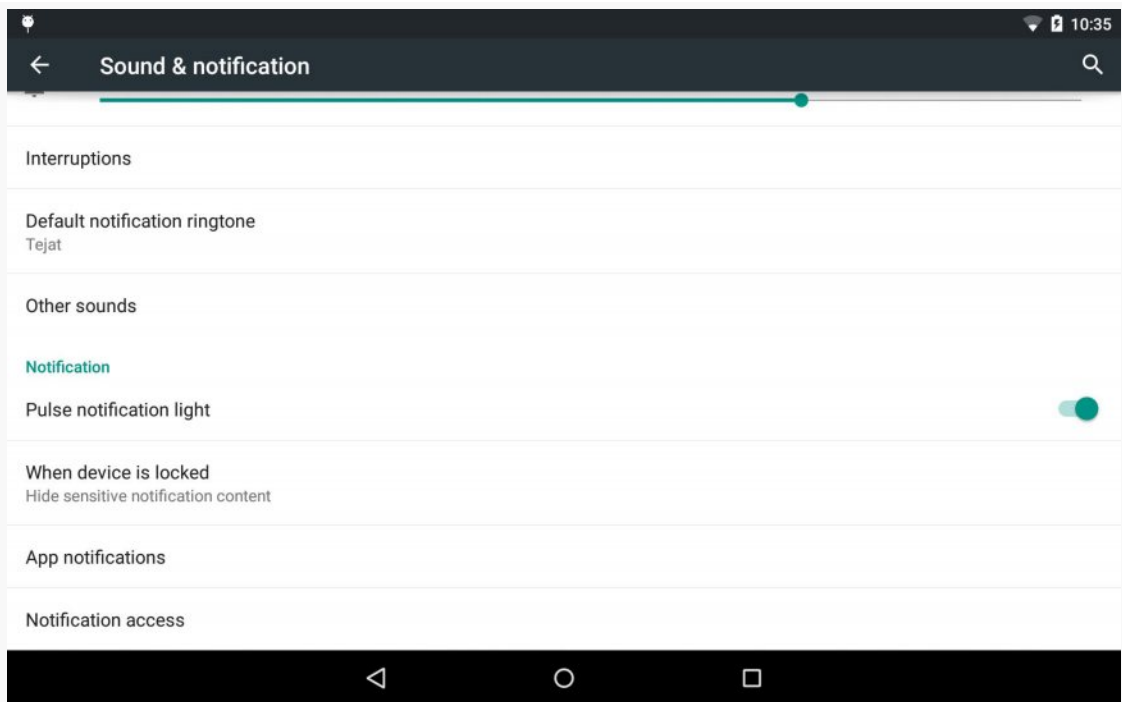 10:35
Sound & notification
Interruptions
Default notification ringtone
Tejat
Other sounds
Notification
Pulse notification light
When device is locked
Hide sensitive notification content
App notifications
Notification access